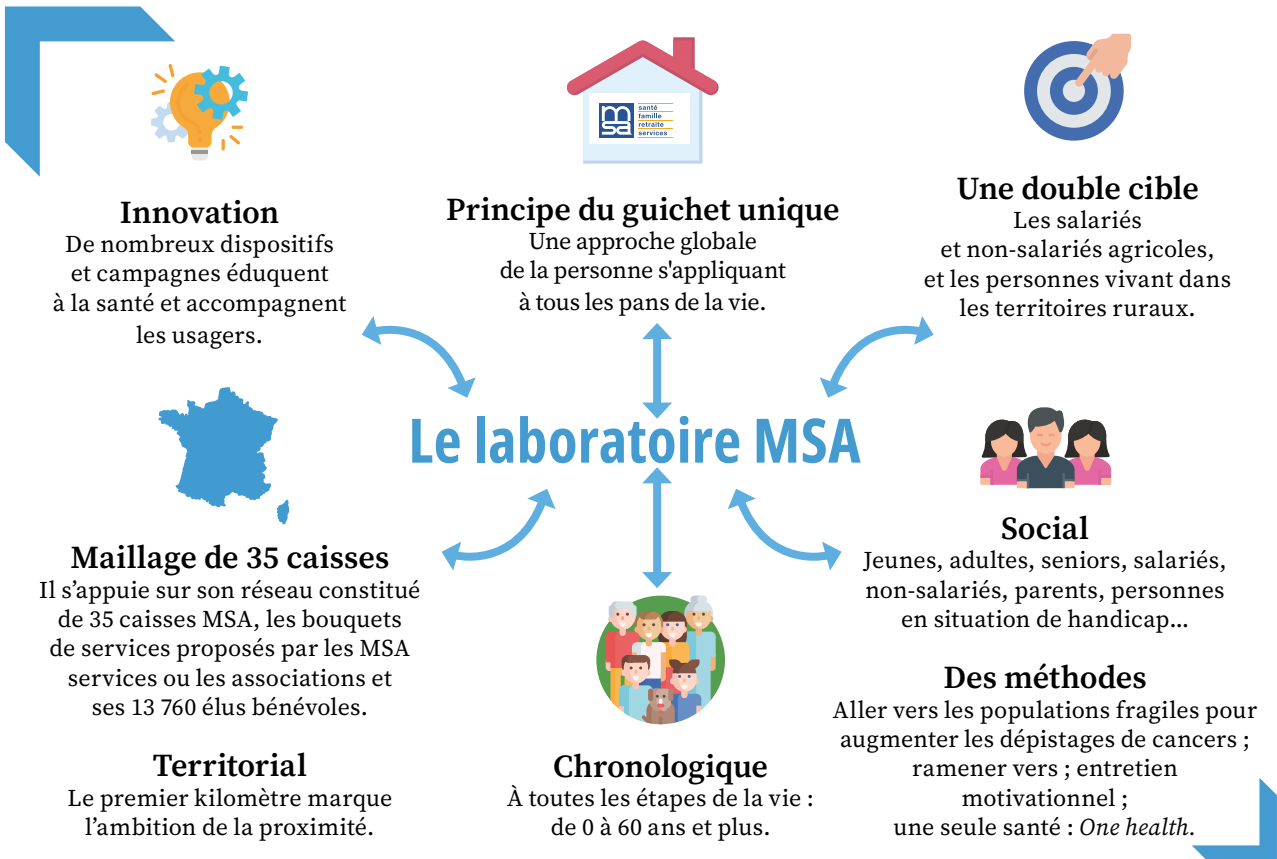 Innovation
De nombreux dispositifs
et campagnes éduquent
à la santé et accompagnent
les usagers.
msa
santé
famille
retraite
services
Principe du guichet unique
Une approche globale
de la personne s'appliquant
à tous les pans de la vie.
Une double cible
Les salariés
et non-salariés agricoles,
et les personnes vivant dans
les territoires ruraux.
Le laboratoire MSA
Maillage de 35 caisses
Il s’appuie sur son réseau constitué
de 35 caisses MSA, les bouquets
de services proposés par les MSA
services ou les associations et
ses 13 760 élus bénévoles.
Territorial
Le premier kilomètre marque
l’ambition de la proximité.
Chronologique
À toutes les étapes de la vie :
de 0 à 60 ans et plus.
Social
Jeunes, adultes, seniors, salariés,
non-salariés, parents, personnes
en situation de handicap...
Des méthodes
Aller vers les populations fragiles pour
augmenter les dépistages de cancers ;
ramener vers ; entretien
motivationnel ;
une seule santé : One health.